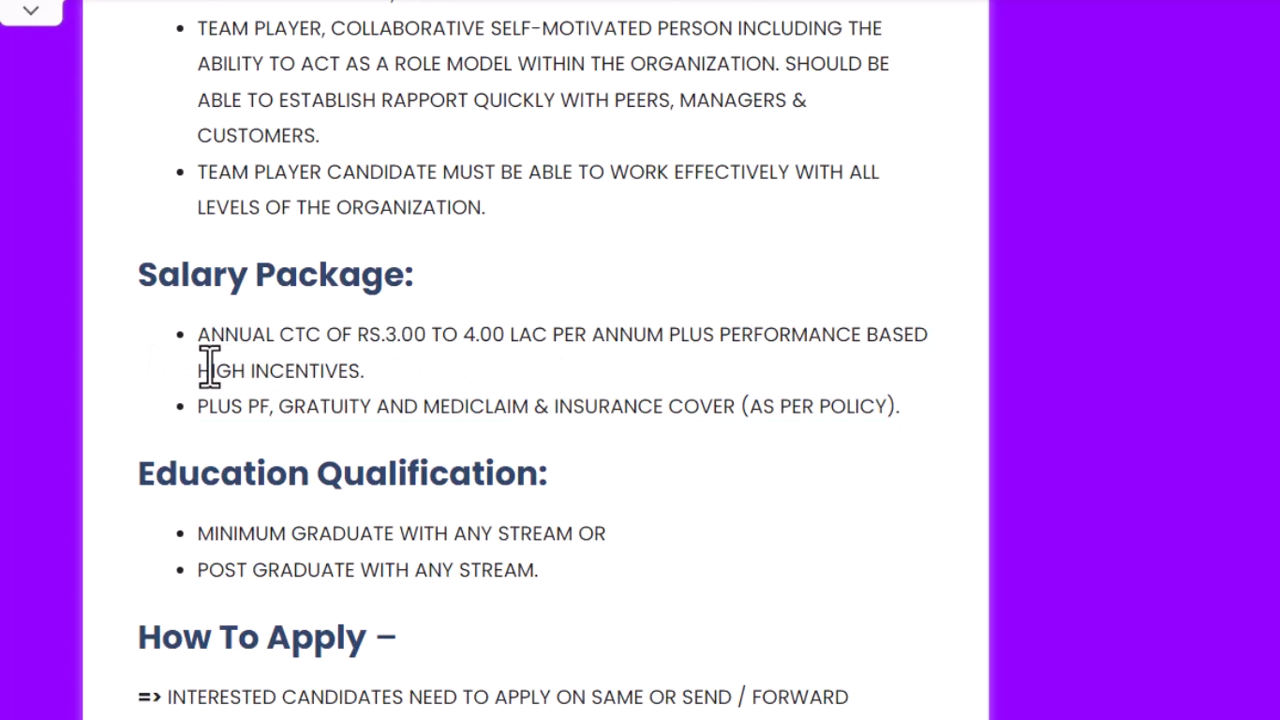 TEAM PLAYER, COLLABORATIVE SELF-MOTIVATED PERSON INCLUDING THE
ABILITY TO ACT AS A ROLE MODEL WITHIN THE ORGANIZATION. SHOULD BE
ABLE TO ESTABLISH RAPPORT QUICKLY WITH PEERS, MANAGERS &
CUSTOMERS.
TEAM PLAYER CANDIDATE MUST BE ABLE TO WORK EFFECTIVELY WITH ALL
LEVELS OF THE ORGANIZATION.
Salary Package:
ANNUAL CTC OF RS.3.00 TO 4.00 LAC PER ANNUM PLUS PERFORMANCE BASED
HIGH INCENTIVES.
PLUS PF, GRATUITY AND MEDICLAIM & INSURANCE COVER (AS PER POLICY).
Education Qualification:
MINIMUM GRADUATE WITH ANY STREAM OR
POST GRADUATE WITH ANY STREAM.
How To Apply –
=> INTERESTED CANDIDATES NEED TO APPLY ON SAME OR SEND / FORWARD